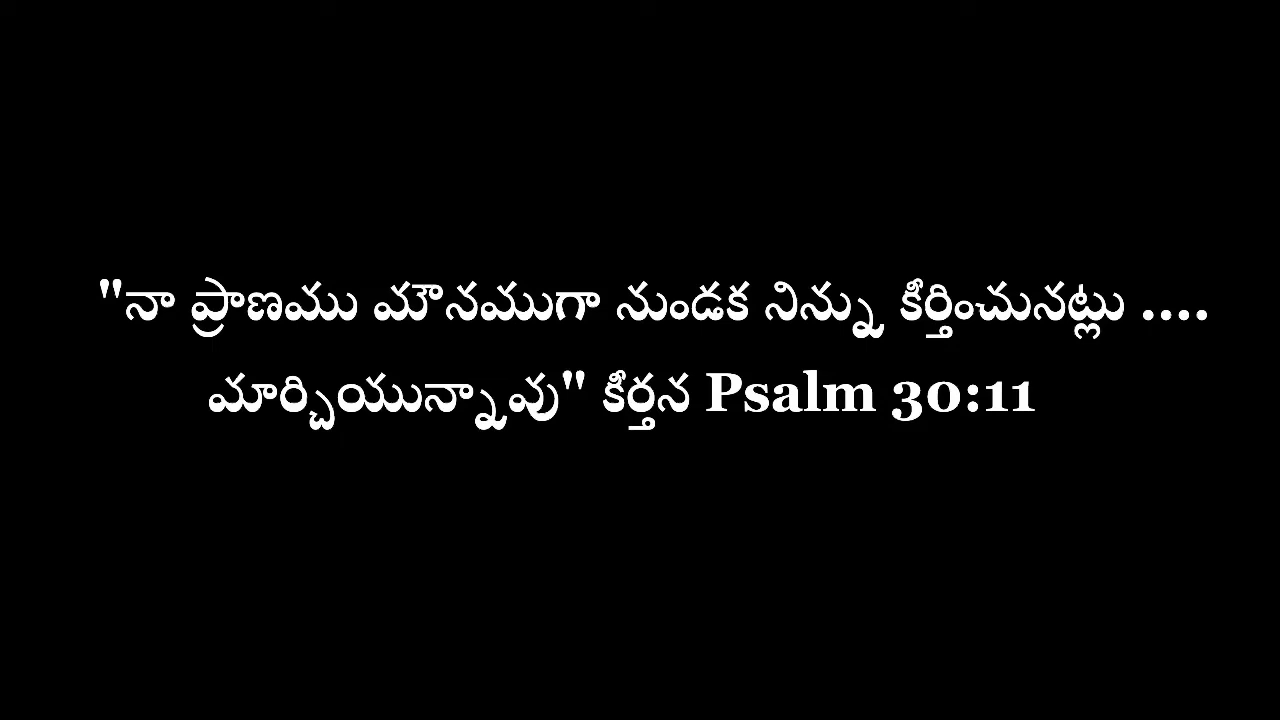 "నా ప్రాణము మౌనముగా నుండక నిన్ను కీర్తించునట్లు ....
మార్చియున్నావు" కీర్తన Psalm 30:11